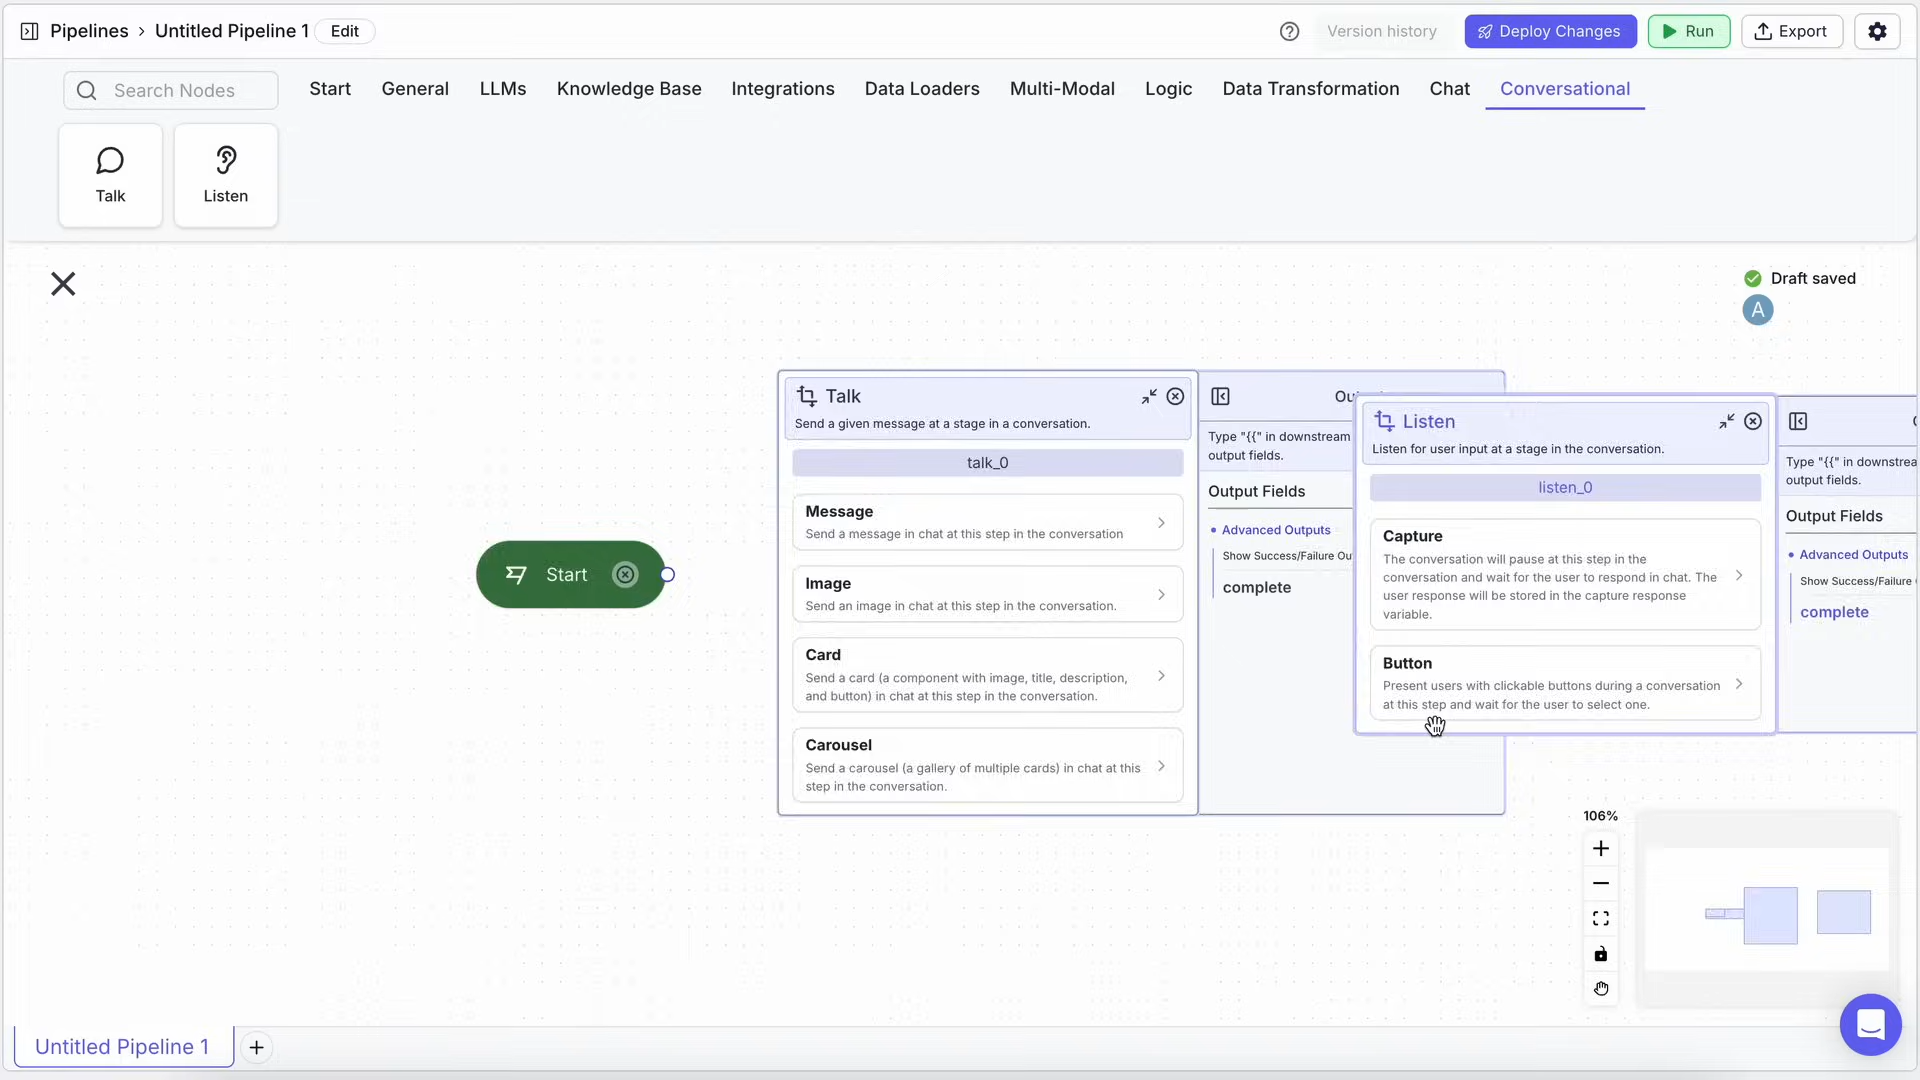 Pipelines > Untitled Pipeline 1 Edit
Version history Deploy Changes Run Export
Search Nodes Start General LLMs Knowledge Base Integrations Data Loaders Multi-Modal Logic Data Transformation Chat Conversational
Talk Listen
Draft saved
A
Start
Talk
Send a given message at a stage in a conversation.
talk_0
Message
Send a message in chat at this step in the conversation
Image
Send an image in chat at this step in the conversation.
Card
Send a card (a component with image, title, description,
and button) in chat at this step in the conversation.
Carousel
Send a carousel (a gallery of multiple cards) in chat at this
step in the conversation.
Type "{{" in downstream
output fields.
Output Fields
Advanced Outputs
Show Success/Failure
complete
Listen
Listen for user input at a stage in the conversation.
listen_0
Capture
The conversation will pause at this step in the
conversation and wait for the user to respond in chat. The
user response will be stored in the capture response
variable.
Button
Present users with clickable buttons during a conversation
at this step and wait for the user to select one.
Type "{{" in
output fields.
Output Fields
Advanced Outputs
Show Success/Failure
complete
106%
Untitled Pipeline 1 +